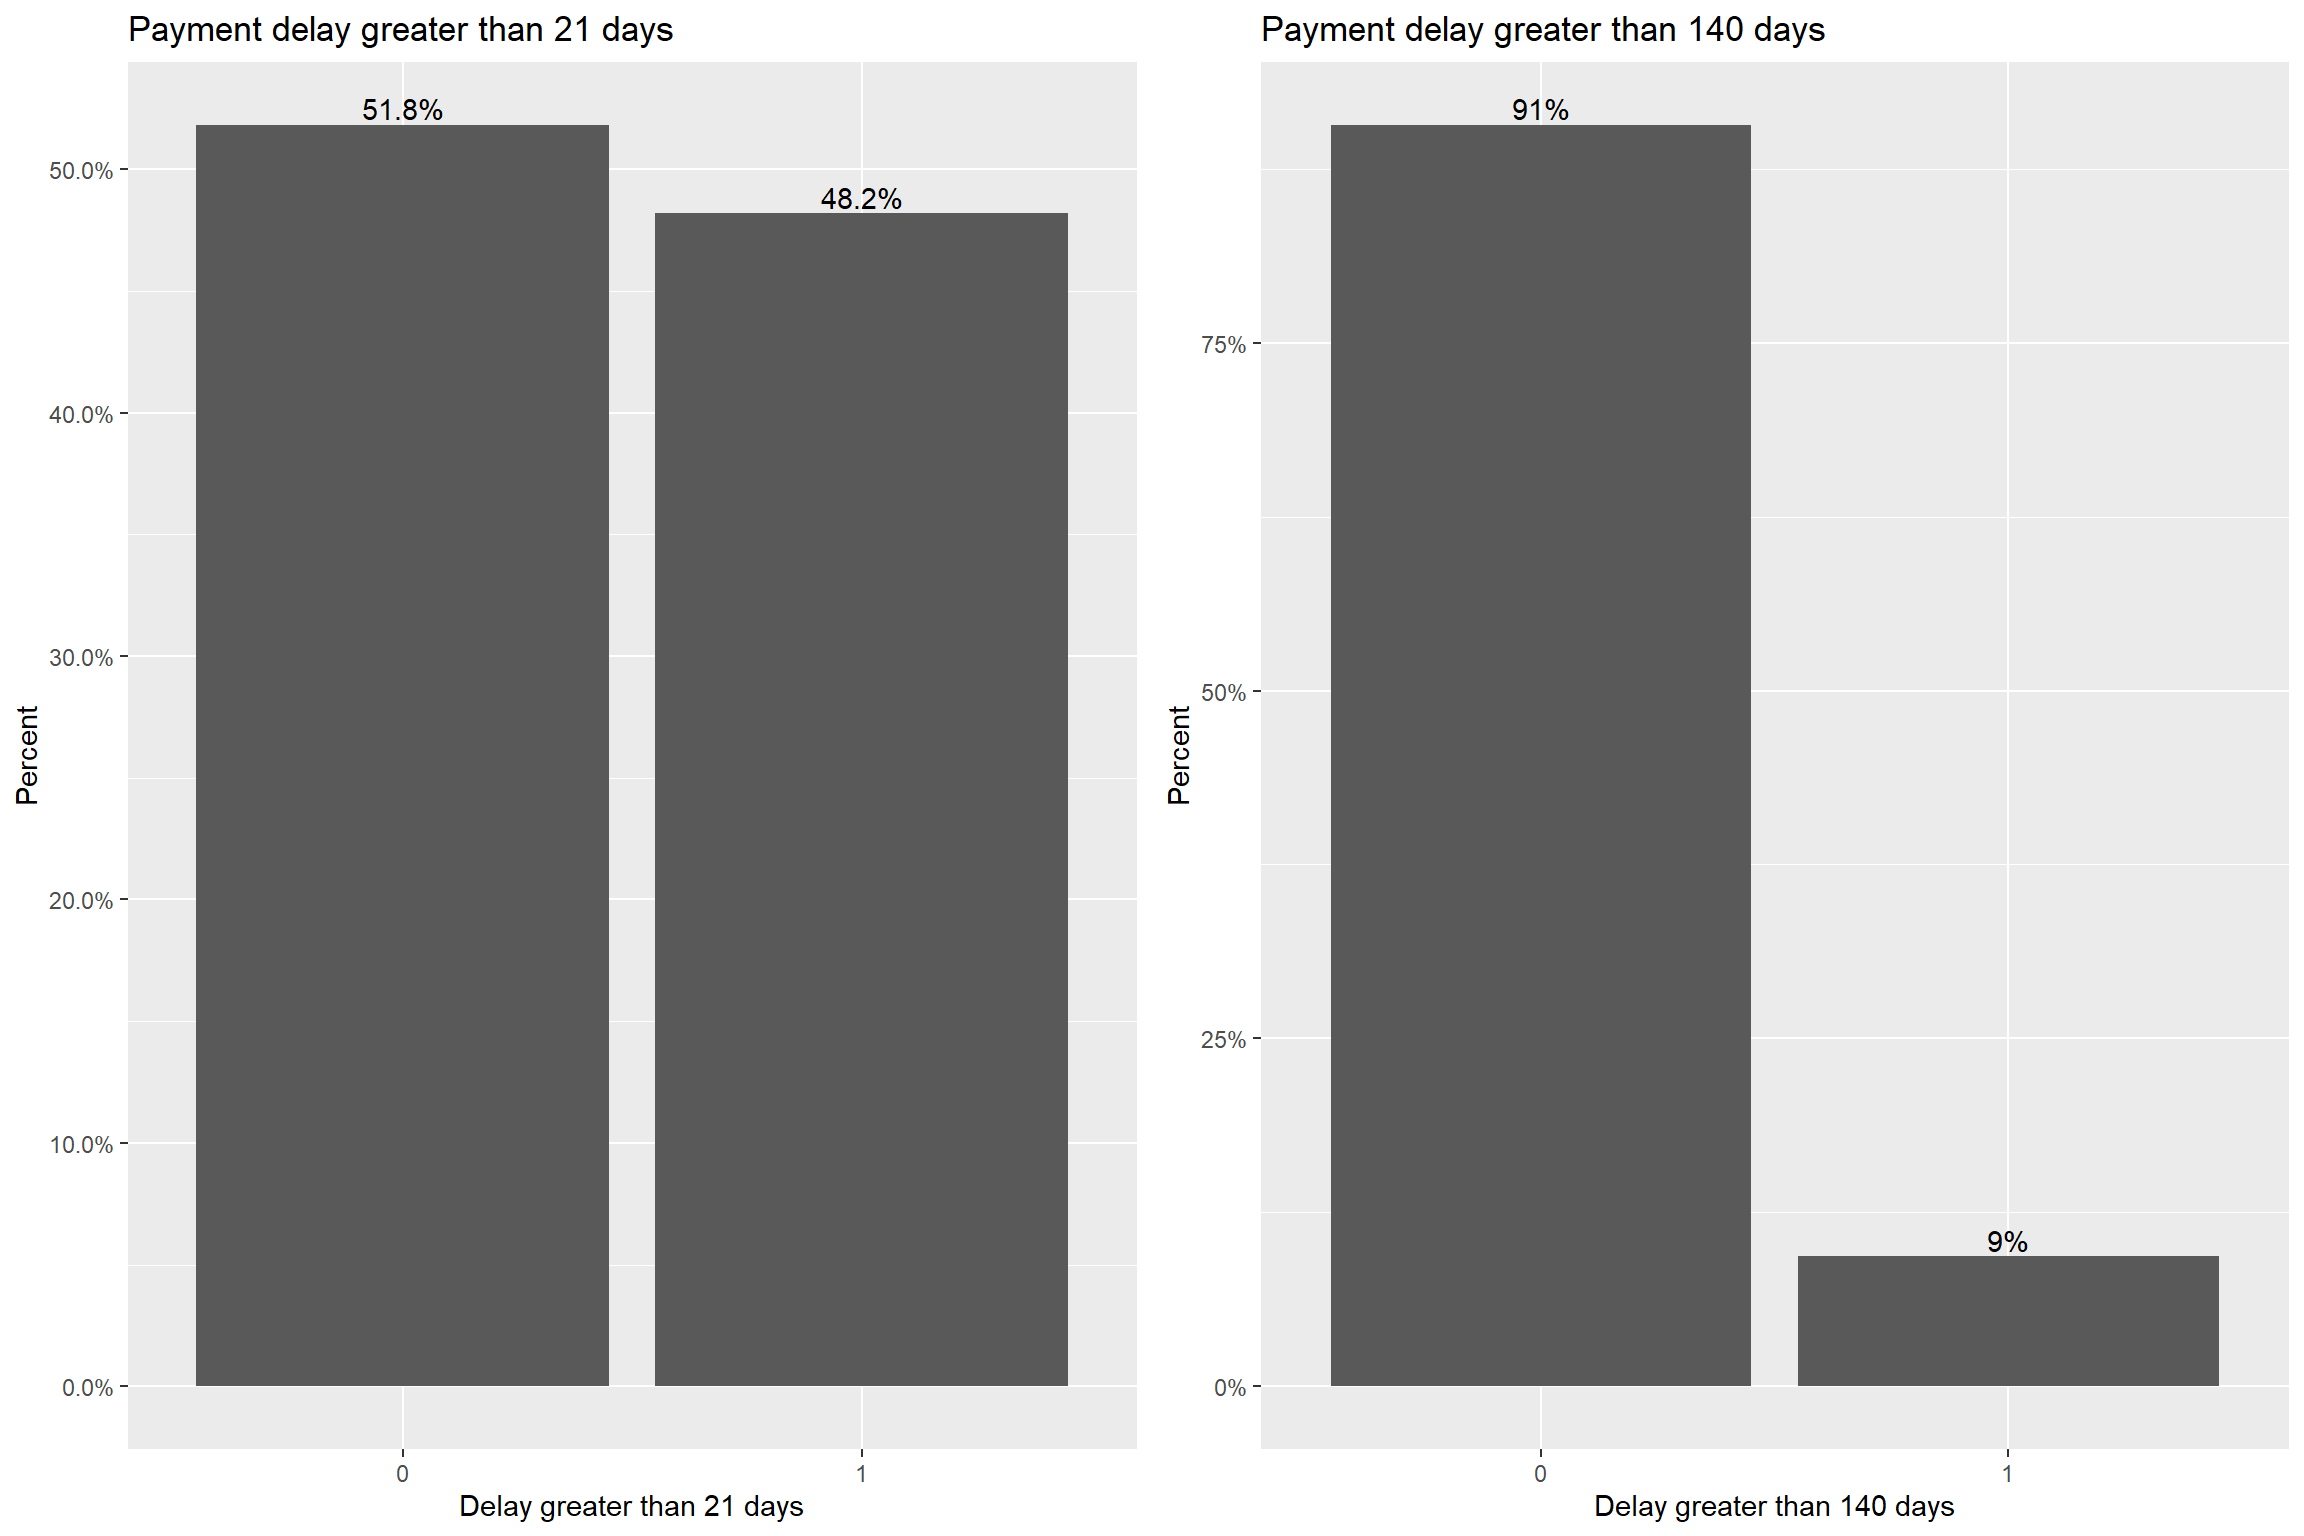 Payment delay greater than 21 days
51.8%
48.2%
50.0%
40.0%
30.0%
20.0%
10.0%
0.0%
Percent
0 1
Delay greater than 21 days
Payment delay greater than 140 days
91%
9%
75%
50%
25%
0%
Percent
0 1
Delay greater than 140 days